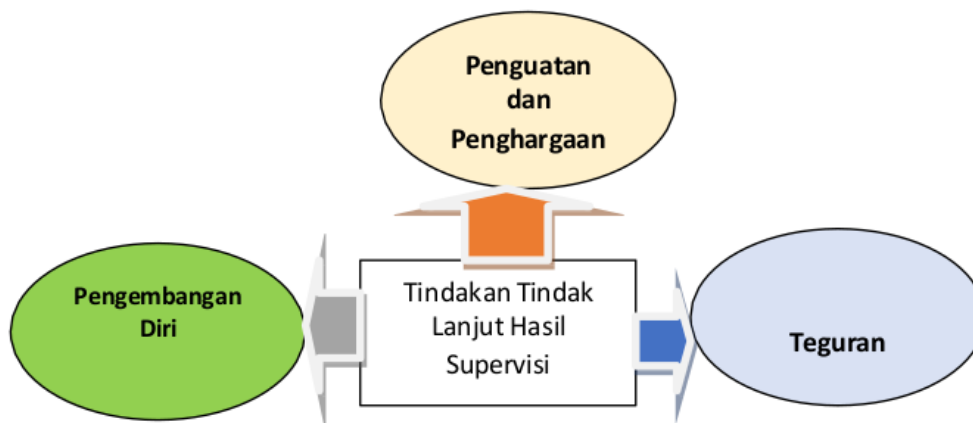 Penguatan
dan
Penghargaan
Pengembangan
Diri
Tindakan Tindak
Lanjut Hasil
Supervisi
Teguran